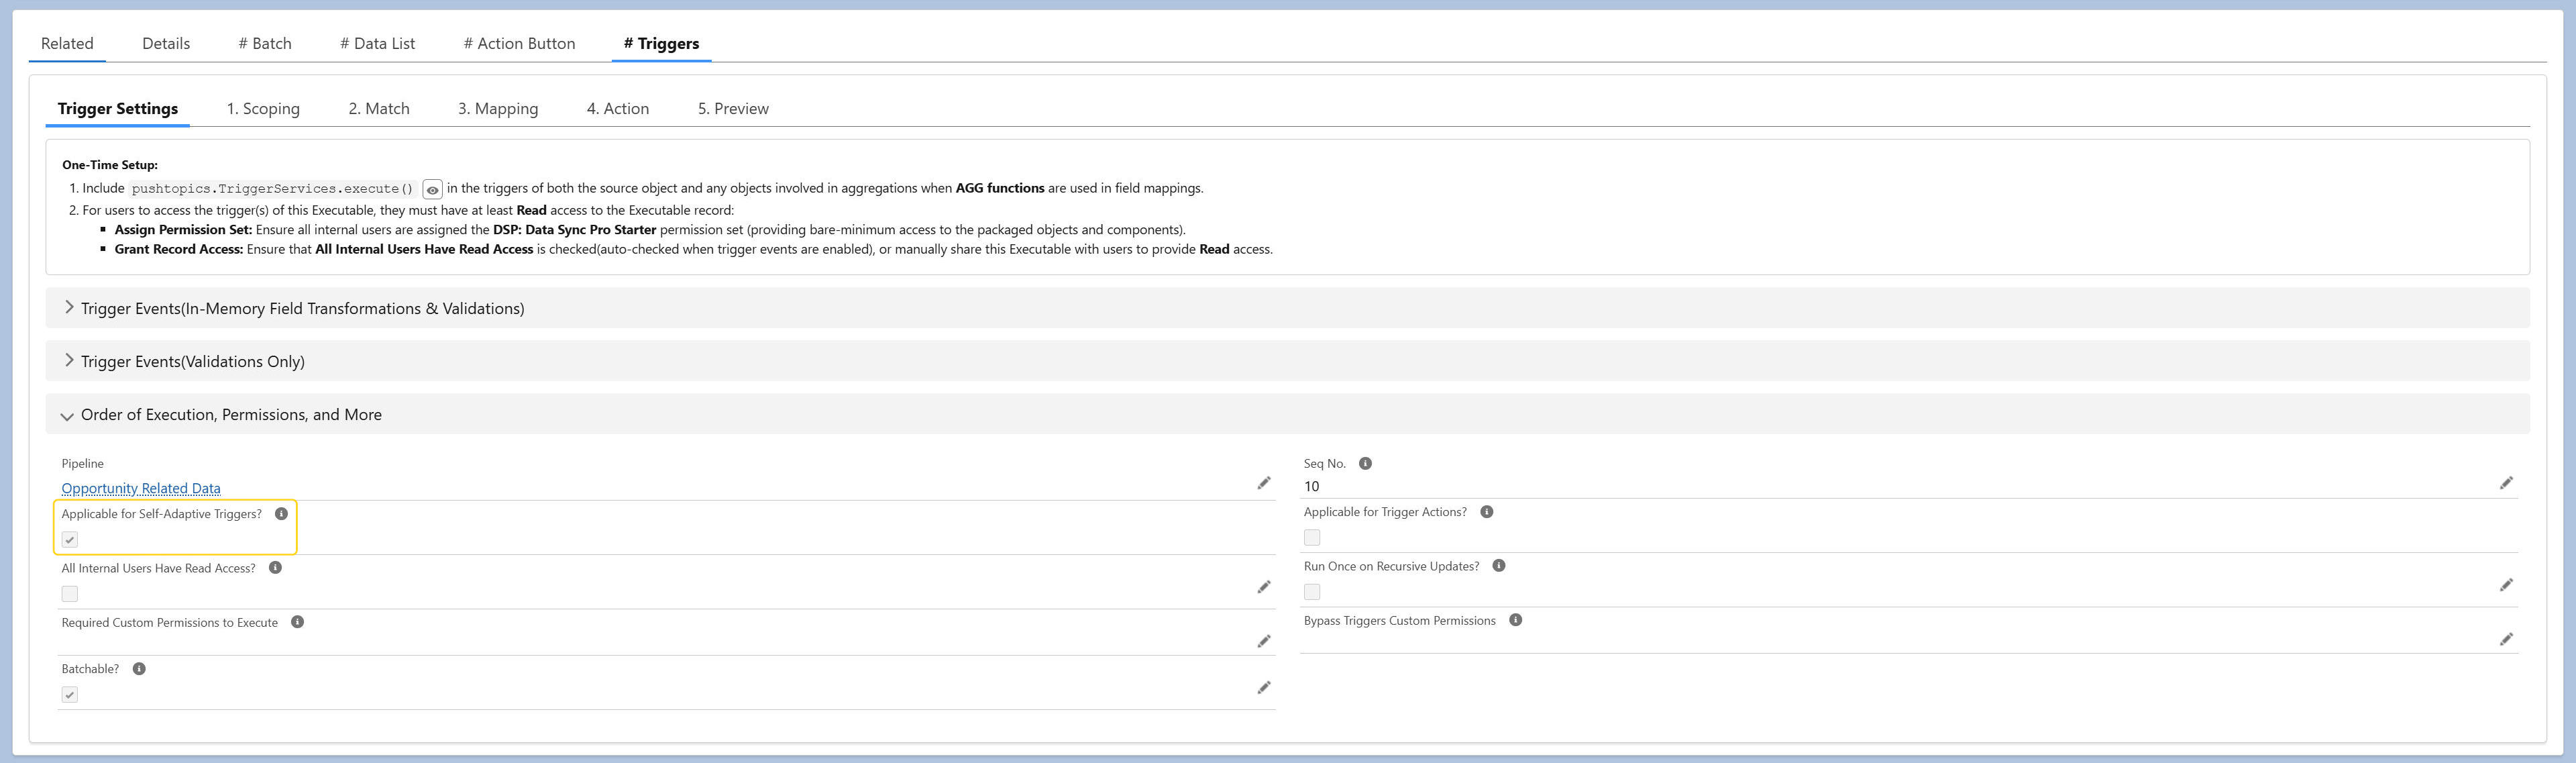 Related Details # Batch # Data List # Action Button # Triggers
Trigger Settings 1. Scoping 2. Match 3. Mapping 4. Action 5. Preview
One-Time Setup:
1. Include pushtopics.TriggerServices.execute() in the triggers of both the source object and any objects involved in aggregations when AGG functions are used in field mappings.
2. For users to access the trigger(s) of this Executable, they must have at least Read access to the Executable record:
▪ Assign Permission Set: Ensure all internal users are assigned the DSP: Data Sync Pro Starter permission set (providing bare-minimum access to the packaged objects and components).
▪ Grant Record Access: Ensure that All Internal Users Have Read Access is checked(auto-checked when trigger events are enabled), or manually share this Executable with users to provide Read access.
Trigger Events(In-Memory Field Transformations & Validations)
Trigger Events(Validations Only)
Order of Execution, Permissions, and More
Pipeline
Opportunity Related Data
Seq No.
10
Applicable for Self-Adaptive Triggers?
Applicable for Trigger Actions?
All Internal Users Have Read Access?
Run Once on Recursive Updates?
Required Custom Permissions to Execute
Bypass Triggers Custom Permissions
Batchable?